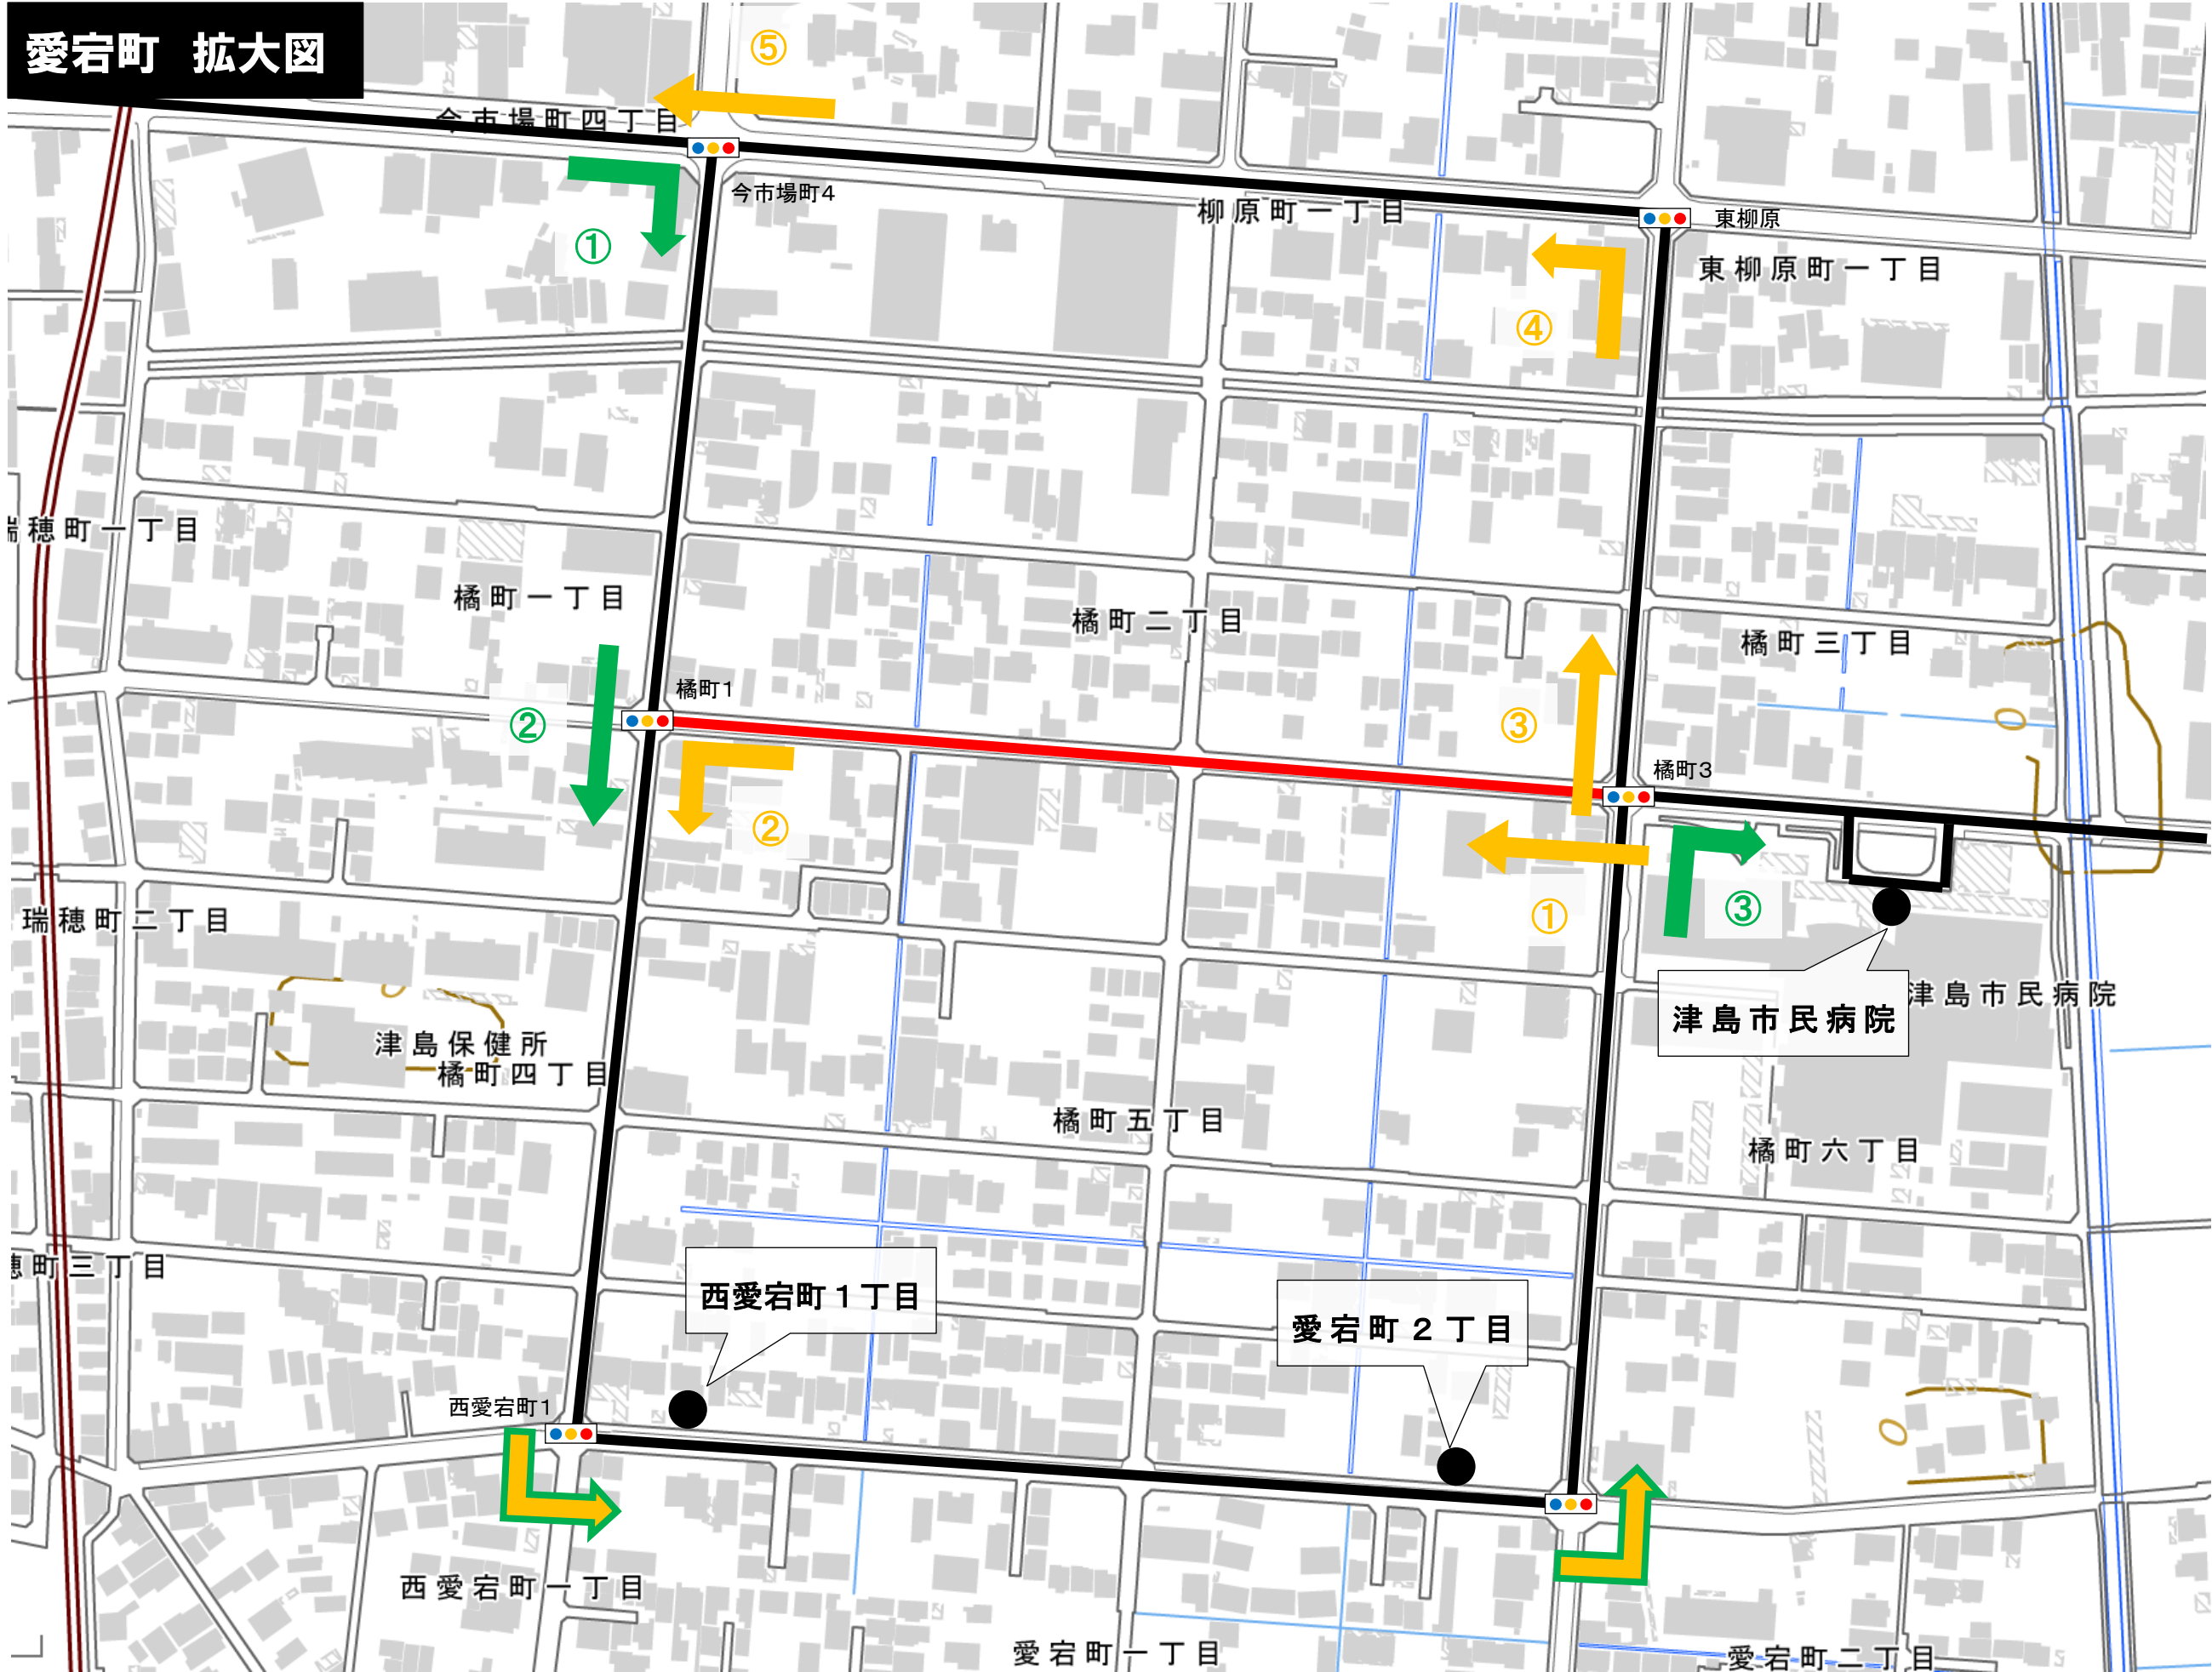 愛宕町 拡大図
⑤
今市場町四丁目
今市場町4
柳原町一丁目
東柳原
東柳原町一丁目
①
④
瑞穂町一丁目
橘町一丁目
橘町二丁目
橘町三丁目
橘町1
②
③
橘町3
②
①
③
瑞穂町二丁目
津島市民病院
津島市民病院
津島保健所
橘町四丁目
橘町五丁目
橘町六丁目
穂町三丁目
西愛宕町1丁目
愛宕町2丁目
西愛宕町1
西愛宕町一丁目
愛宕町一丁目
愛宕町二丁目